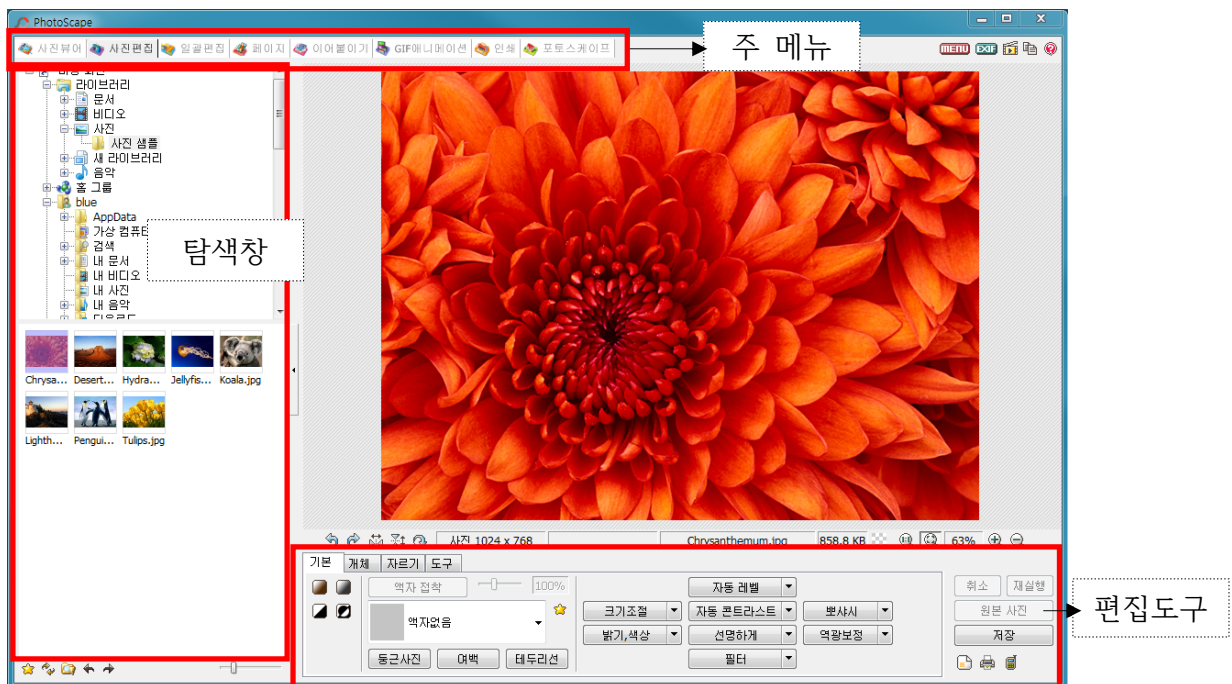 PhotoScape
사진뷰어 사진편집 일괄편집 페이지 이어붙이기 GIF애니메이션 인쇄 포토스케이프
주 메뉴
MENU EXIF
라이브러리
문서
비디오
사진
사진 샘플
새 라이브러리
음악
홈 그룹
blue
AppData
가상 컴퓨터
검색
내 문서
내 비디오
내 사진
내 음악
다운로드
탐색창
Chrysa... Desert... Hydra... Jellyfis... Koala.jpg
Lighth... Pengui... Tulips.jpg
사진 1024 x 768 Chrysanthemum.jpg 858.8 KB 63%
기본 개체 자르기 도구
액자 접착 100% 자동 레벨 취소 재실행
액자없음 크기조절 자동 콘트라스트 뽀샤시 원본 사진
밝기,색상 선명하게 역광보정 저장
둥근사진 여백 테두리선 필터
편집도구